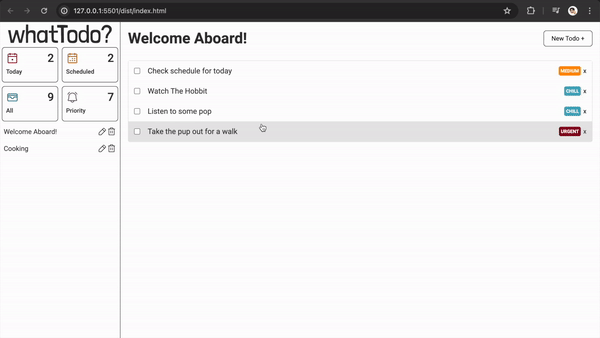 127.0.0.1:5501/dist/index.html
whatTodo?
2
Today
2
Scheduled
9
All
7
Priority
Welcome Aboard!
Cooking
Welcome Aboard!
New Todo +
Check schedule for today
MEDIUM x
Watch The Hobbit
CHILL x
Listen to some pop
CHILL x
Take the pup out for a walk
URGENT x